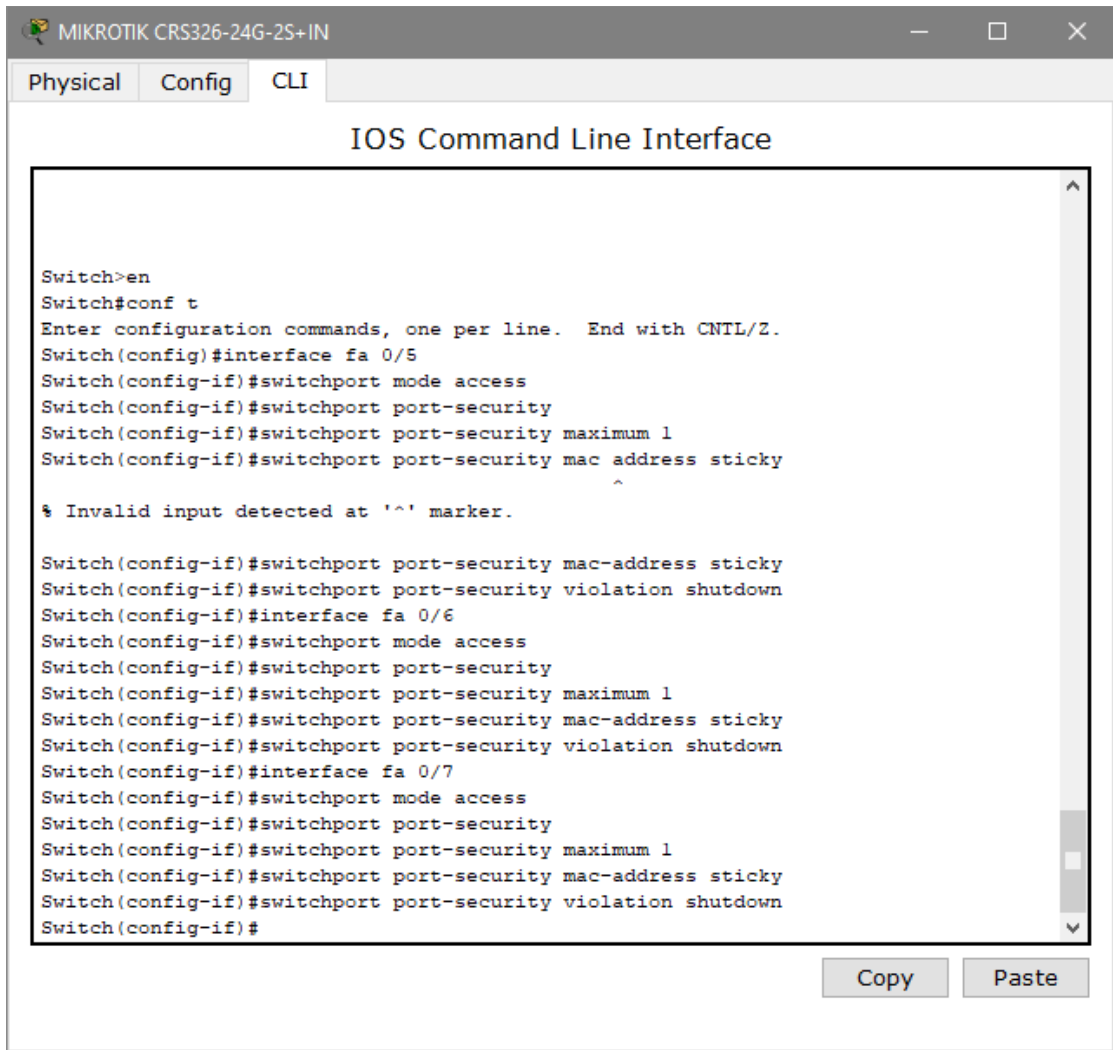 MIKROTIK CRS326-24G-2S+IN
Physical Config CLI
IOS Command Line Interface
Switch>en
Switch#conf t
Enter configuration commands, one per line.  End with CNTL/Z.
Switch(config)#interface fa 0/5
Switch(config-if)#switchport mode access
Switch(config-if)#switchport port-security
Switch(config-if)#switchport port-security maximum 1
Switch(config-if)#switchport port-security mac address sticky
^
% Invalid input detected at '^' marker.
Switch(config-if)#switchport port-security mac-address sticky
Switch(config-if)#switchport port-security violation shutdown
Switch(config-if)#interface fa 0/6
Switch(config-if)#switchport mode access
Switch(config-if)#switchport port-security
Switch(config-if)#switchport port-security maximum 1
Switch(config-if)#switchport port-security mac-address sticky
Switch(config-if)#switchport port-security violation shutdown
Switch(config-if)#interface fa 0/7
Switch(config-if)#switchport mode access
Switch(config-if)#switchport port-security
Switch(config-if)#switchport port-security maximum 1
Switch(config-if)#switchport port-security mac-address sticky
Switch(config-if)#switchport port-security violation shutdown
Switch(config-if)#
Copy Paste